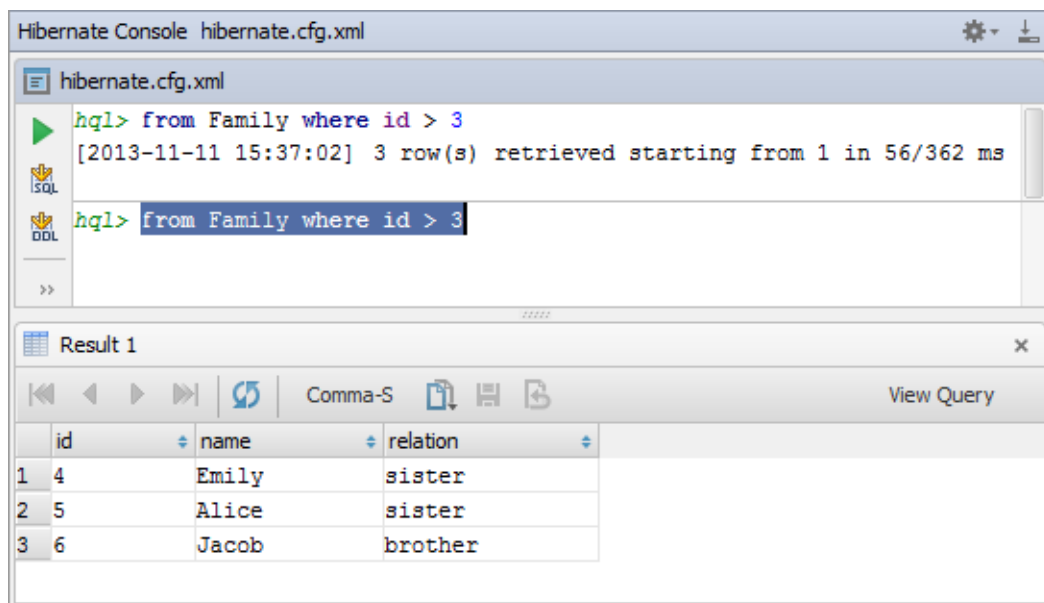 Hibernate Console hibernate.cfg.xml
hibernate.cfg.xml
hql> from Family where id > 3
[2013-11-11 15:37:02] 3 row(s) retrieved starting from 1 in 56/362 ms
SQL
hql> from Family where id > 3
DDL
>>
Result 1
Comma-S View Query
id name relation
1 4 Emily sister
2 5 Alice sister
3 6 Jacob brother